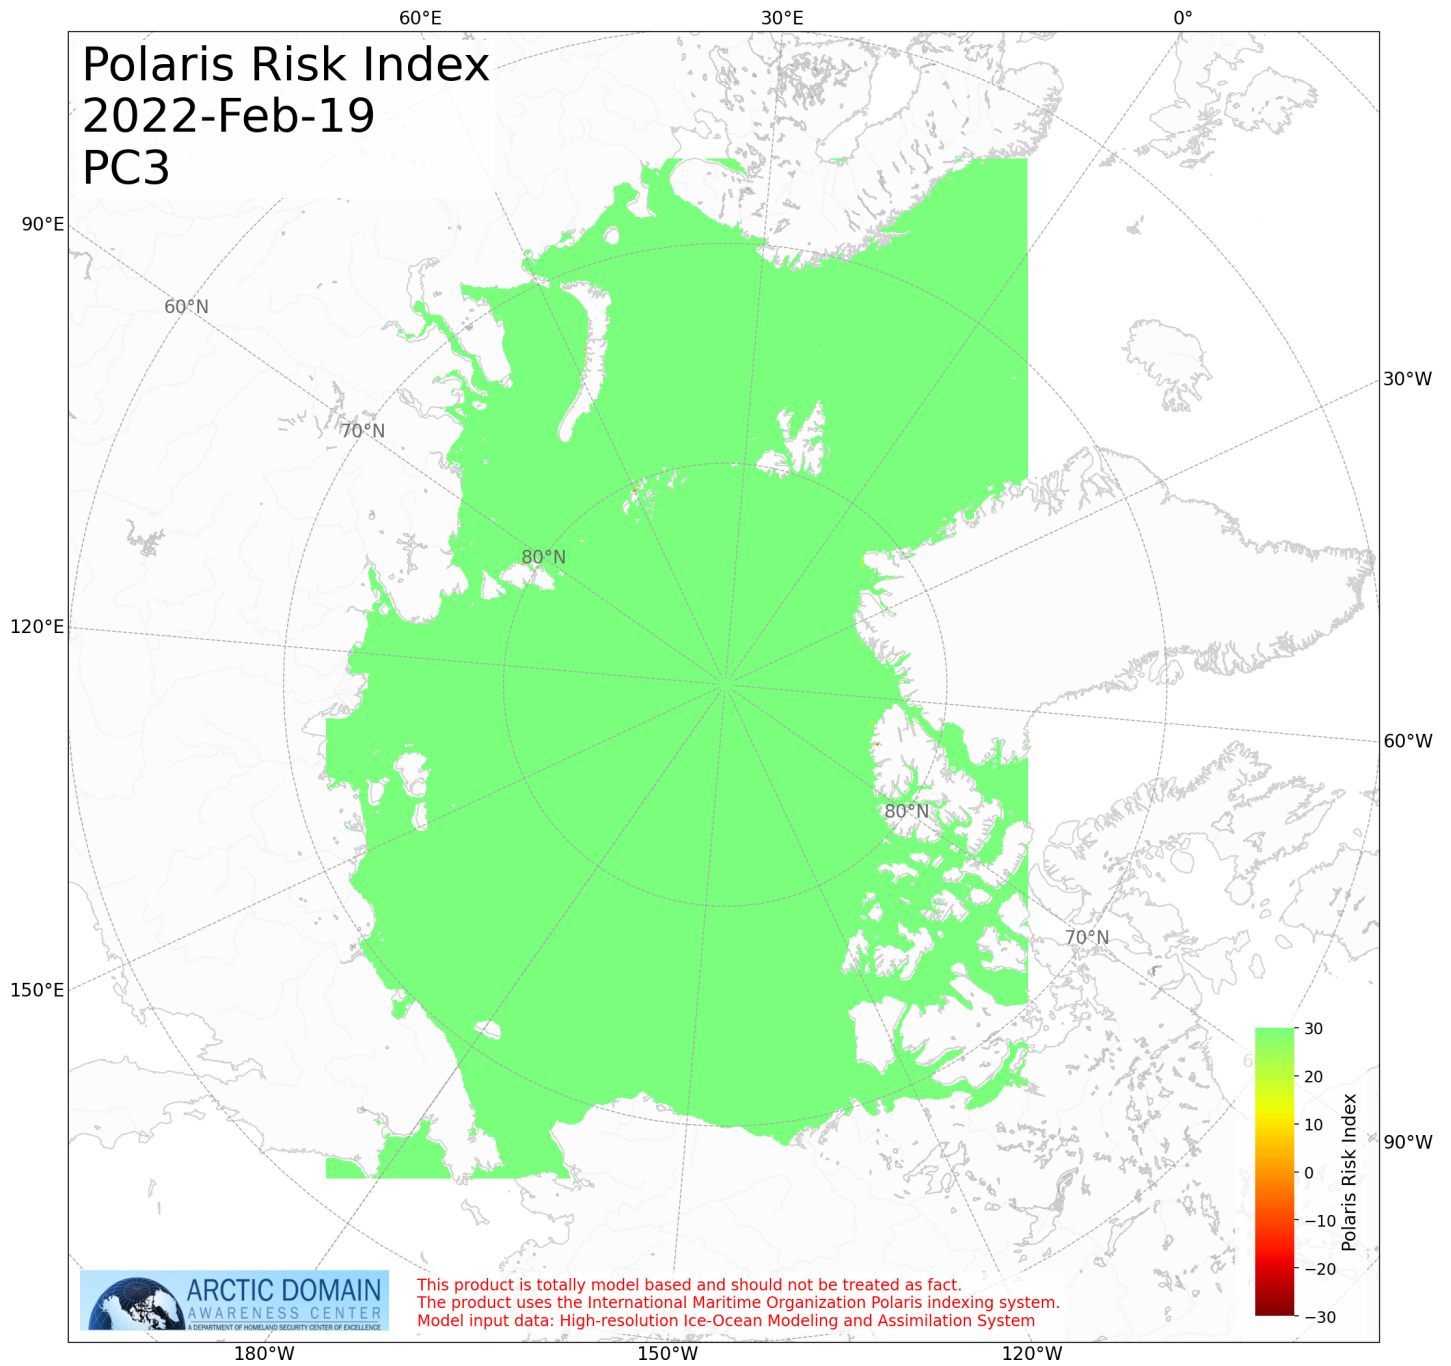 60°E
30°E
0°
Polaris Risk Index
2022-Feb-19
PC3
90°E
60°N
30°W
70°N
80°N
120°E
60°W
80°N
70°N
150°E
30
20
10
0
−10
−20
−30
Polaris Risk Index
90°W
ARCTIC DOMAIN
AWARENESS CENTER
A DEPARTMENT OF HOMELAND SECURITY CENTER OF EXCELLENCE
This product is totally model based and should not be treated as fact.
The product uses the International Maritime Organization Polaris indexing system.
Model input data: High-resolution Ice-Ocean Modeling and Assimilation System
180°W
150°W
120°W